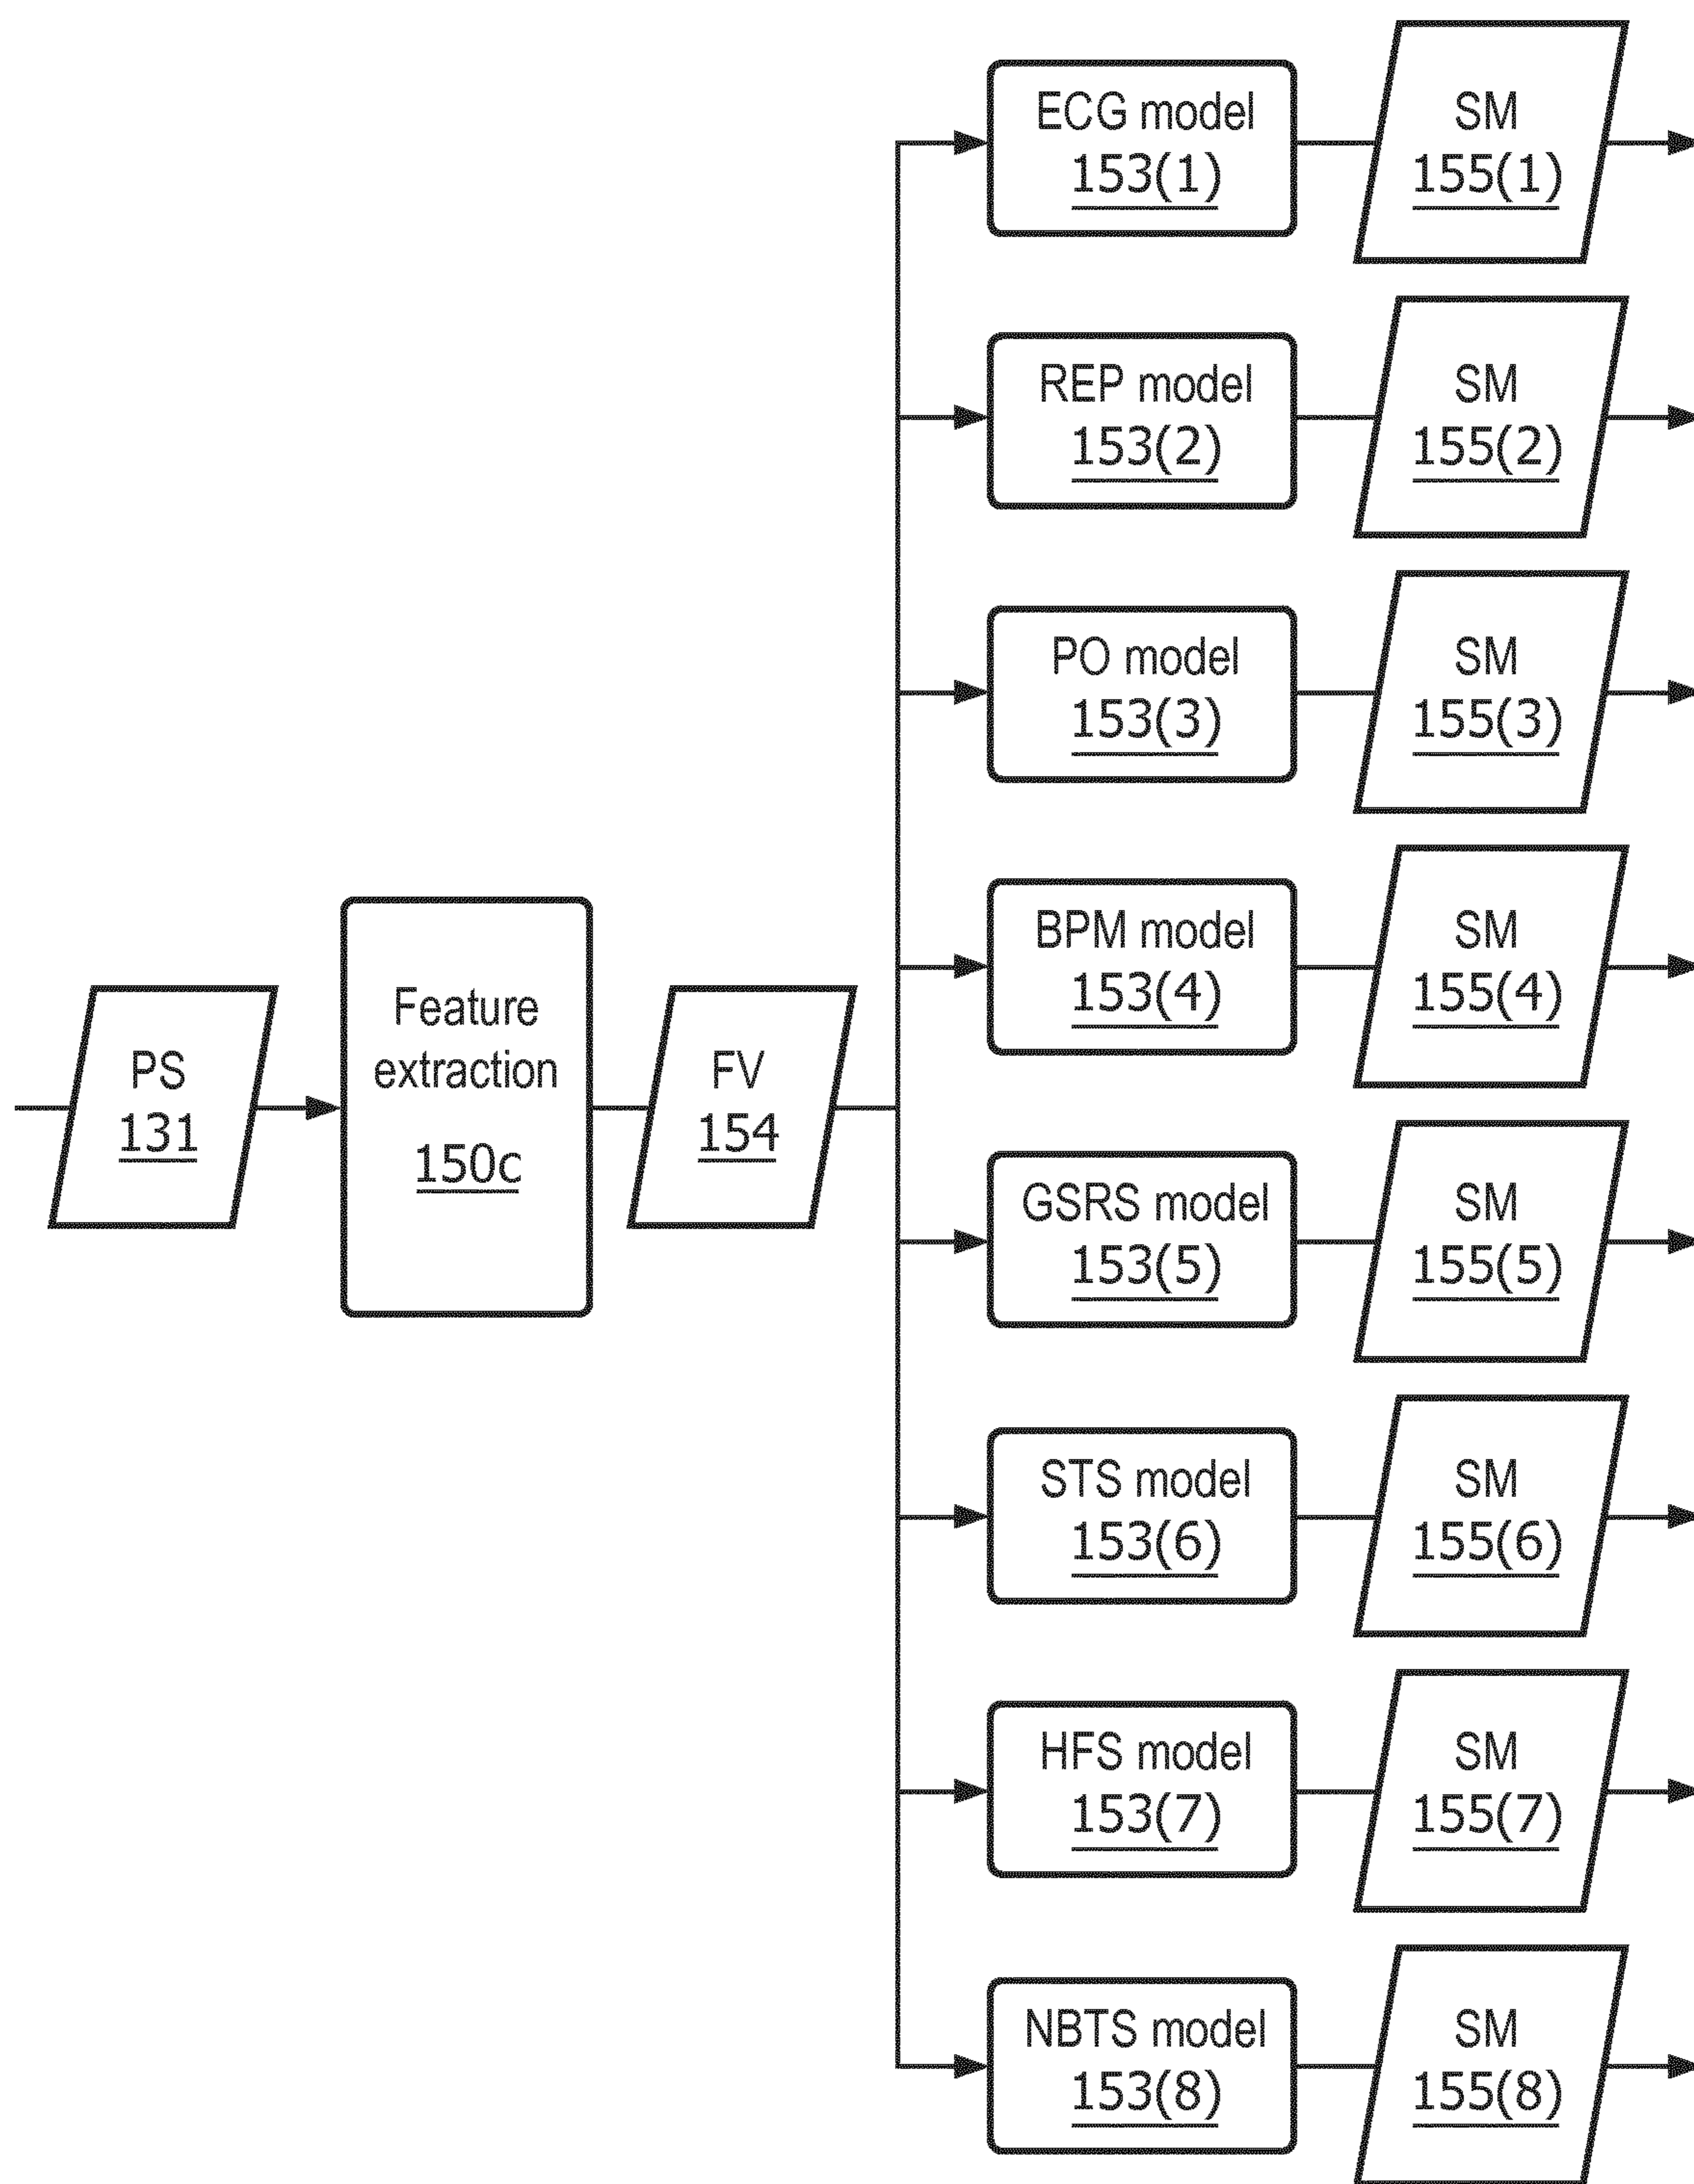 PS
131
Feature
extraction
150c
FV
154
ECG model
153(1)
SM
155(1)
REP model
153(2)
SM
155(2)
PO model
153(3)
SM
155(3)
BPM model
153(4)
SM
155(4)
GSRS model
153(5)
SM
155(5)
STS model
153(6)
SM
155(6)
HFS model
153(7)
SM
155(7)
NBTS model
153(8)
SM
155(8)